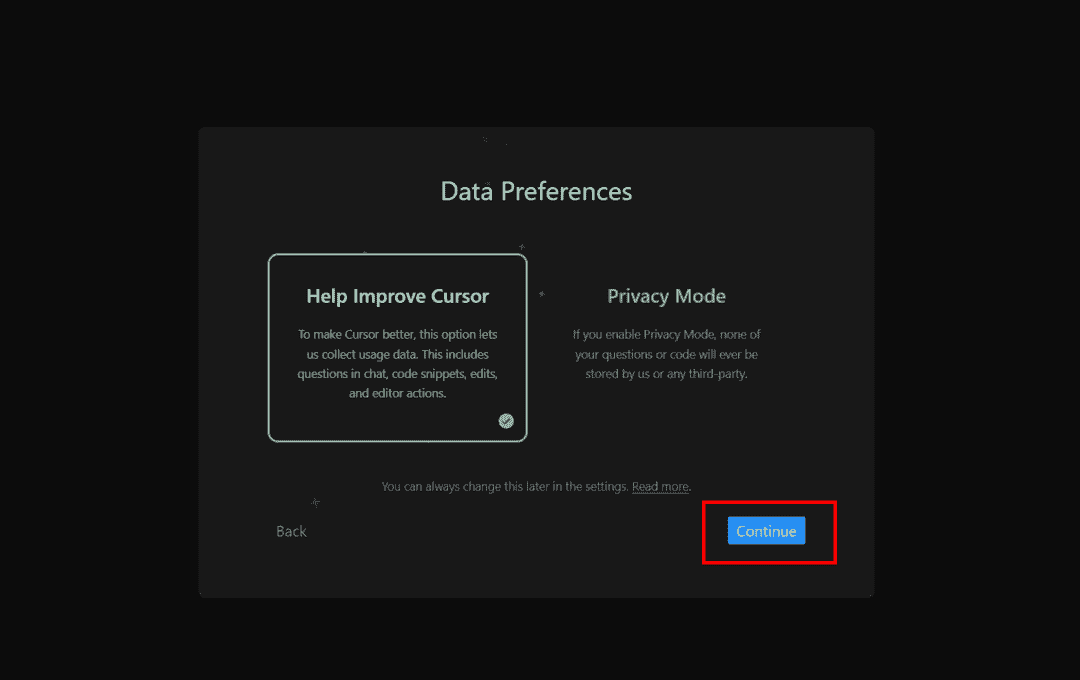 Data Preferences
Help Improve Cursor
To make Cursor better, this option lets
us collect usage data. This includes
questions in chat, code snippets, edits,
and editor actions.
Privacy Mode
If you enable Privacy Mode, none of
your questions or code will ever be
stored by us or any third-party.
You can always change this later in the settings. Read more.
Back
Continue